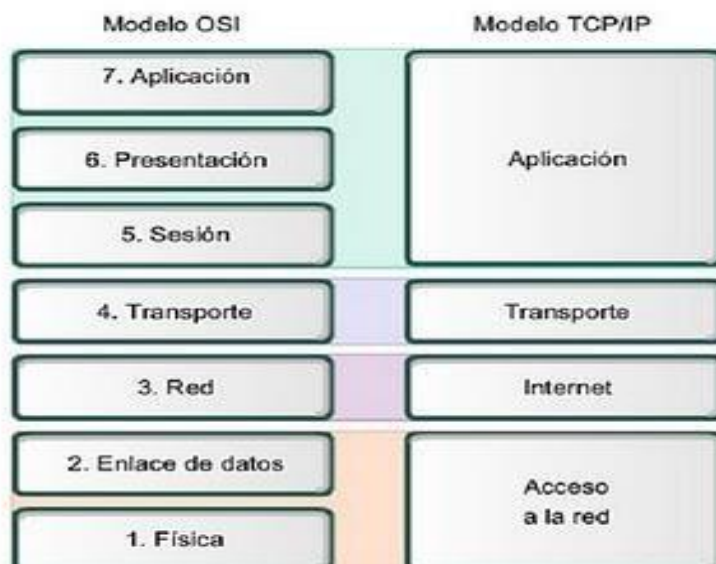 Modelo OSI
Modelo TCP/IP
7. Aplicación
6. Presentación
5. Sesión
4. Transporte
3. Red
2. Enlace de datos
1. Física
Aplicación
Transporte
Internet
Acceso
a la red